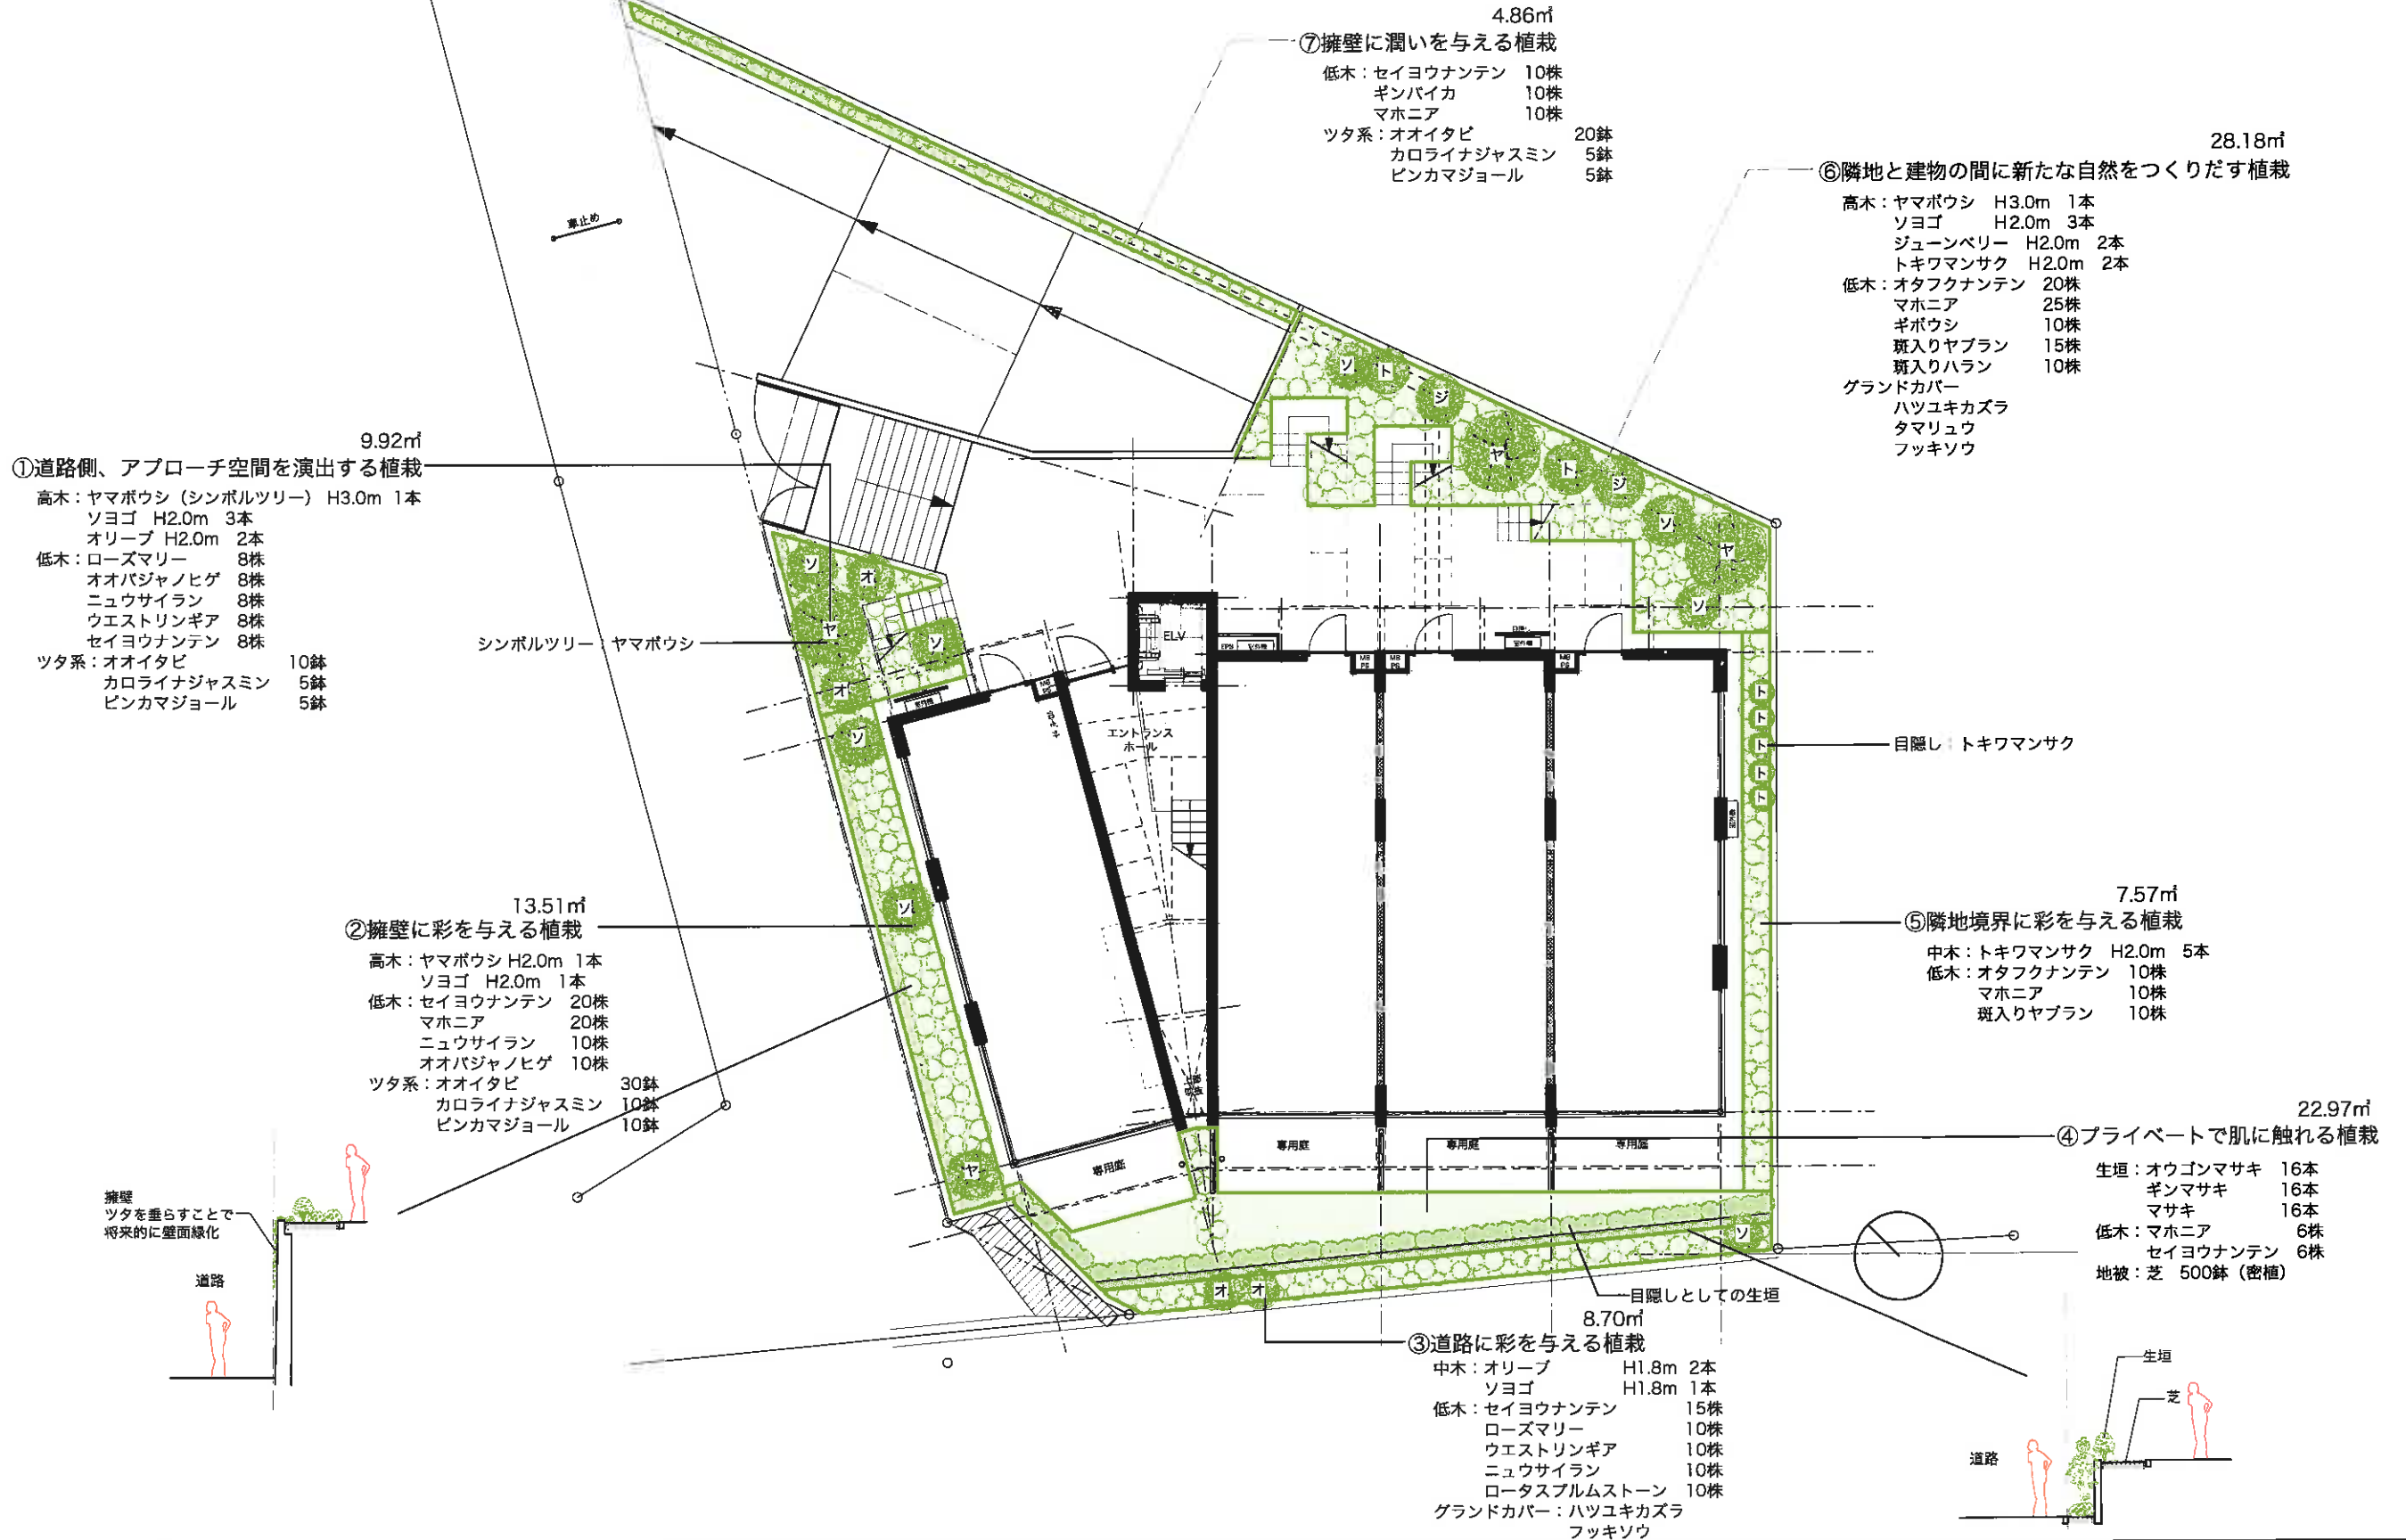 4.86㎡
⑦擁壁に潤いを与える植栽
低木：セイヨウナンテン 10株
ギンバイカ 10株
マホニア 10株
ツタ系：オオイタビ 20鉢
カロライナジャスミン 5鉢
ビンカマジョール 5鉢
28.18㎡
⑥隣地と建物の間に新たな自然をつくりだす植栽
高木：ヤマボウシ H3.0m 1本
ソヨゴ H2.0m 3本
ジューンベリー H2.0m 2本
トキワマンサク H2.0m 2本
低木：オタフクナンテン 20株
マホニア 25株
ギボウシ 10株
斑入りヤブラン 15株
斑入りハラン 10株
グランドカバー
ハツユキカズラ
タマリュウ
フッキソウ
車止め
9.92㎡
①道路側、アプローチ空間を演出する植栽
高木：ヤマボウシ（シンボルツリー） H3.0m 1本
ソヨゴ H2.0m 3本
オリーブ H2.0m 2本
低木：ローズマリー 8株
オオバジャノヒゲ 8株
ニュウサイラン 8株
ウエストリンギア 8株
セイヨウナンテン 8株
ツタ系：オオイタビ 10鉢
カロライナジャスミン 5鉢
ビンカマジョール 5鉢
シンボルツリー：ヤマボウシ
ソ
ト
ジ
ヤ
ト
ジ
ソ
ヤ
ソ
ソ
オ
ヤ
ソ
オ
ソ
ソ
ヤ
ELV
EPS
MB
PS
MB
PS
MB
PS
MB
PS
エントランス
ホール
ト
ト
ト
ト
ト
目隠し：トキワマンサク
13.51㎡
②擁壁に彩を与える植栽
高木：ヤマボウシ H2.0m 1本
ソヨゴ H2.0m 1本
低木：セイヨウナンテン 20株
マホニア 20株
ニュウサイラン 10株
オオバジャノヒゲ 10株
ツタ系：オオイタビ 30鉢
カロライナジャスミン 10鉢
ビンカマジョール 10鉢
7.57㎡
⑤隣地境界に彩を与える植栽
中木：トキワマンサク H2.0m 5本
低木：オタフクナンテン 10株
マホニア 10株
斑入りヤブラン 10株
22.97㎡
④プライベートで肌に触れる植栽
生垣：オウゴンマサキ 16本
ギンマサキ 16本
マサキ 16本
低木：マホニア 6株
セイヨウナンテン 6株
地被：芝 500鉢（密植）
専用庭
専用庭
専用庭
専用庭
オ
オ
ソ
目隠しとしての生垣
8.70㎡
③道路に彩を与える植栽
中木：オリーブ H1.8m 2本
ソヨゴ H1.8m 1本
低木：セイヨウナンテン 15株
ローズマリー 10株
ウエストリンギア 10株
ニュウサイラン 10株
ロータスブルムストーン 10株
グランドカバー：ハツユキカズラ
フッキソウ
擁壁
ツタを垂らすことで
将来的に壁面緑化
道路
生垣
芝
道路